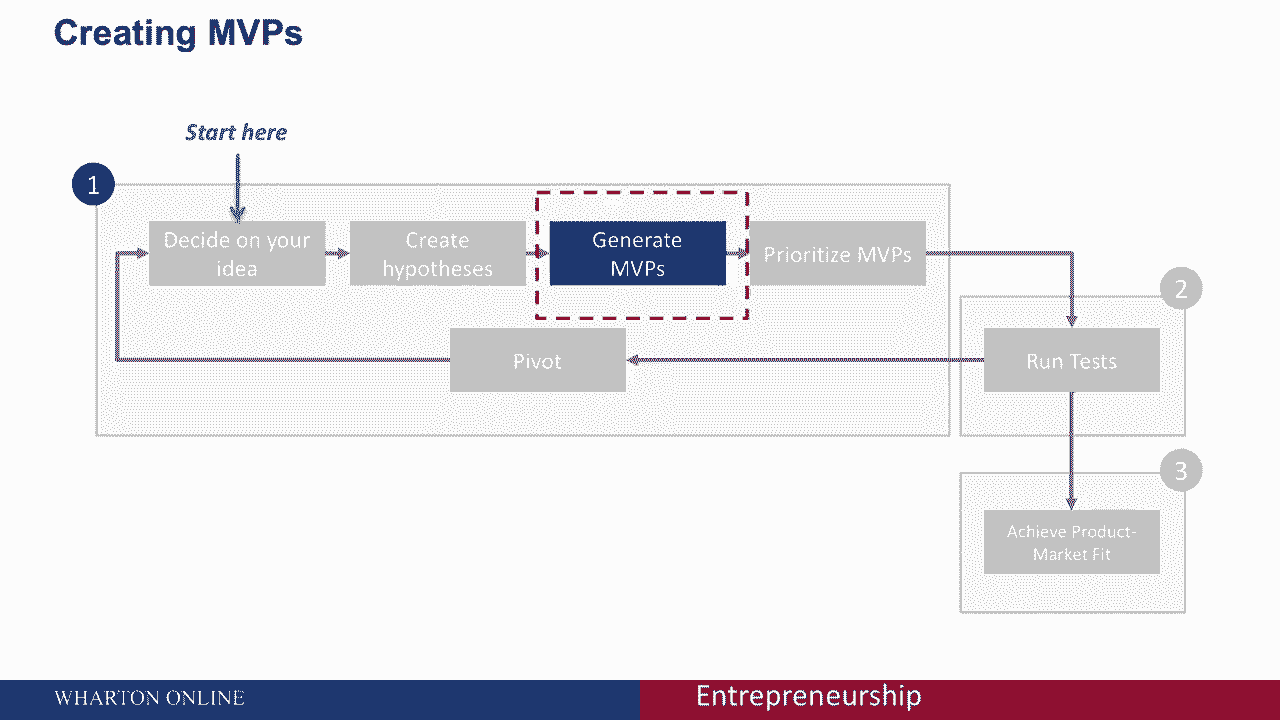 Creating MVPs
Start here
1
Decide on your
idea
Create
hypotheses
Generate
MVPs
Prioritize MVPs
2
Pivot
Run Tests
3
Achieve Product-
Market Fit
WHARTON ONLINE
Entrepreneurship